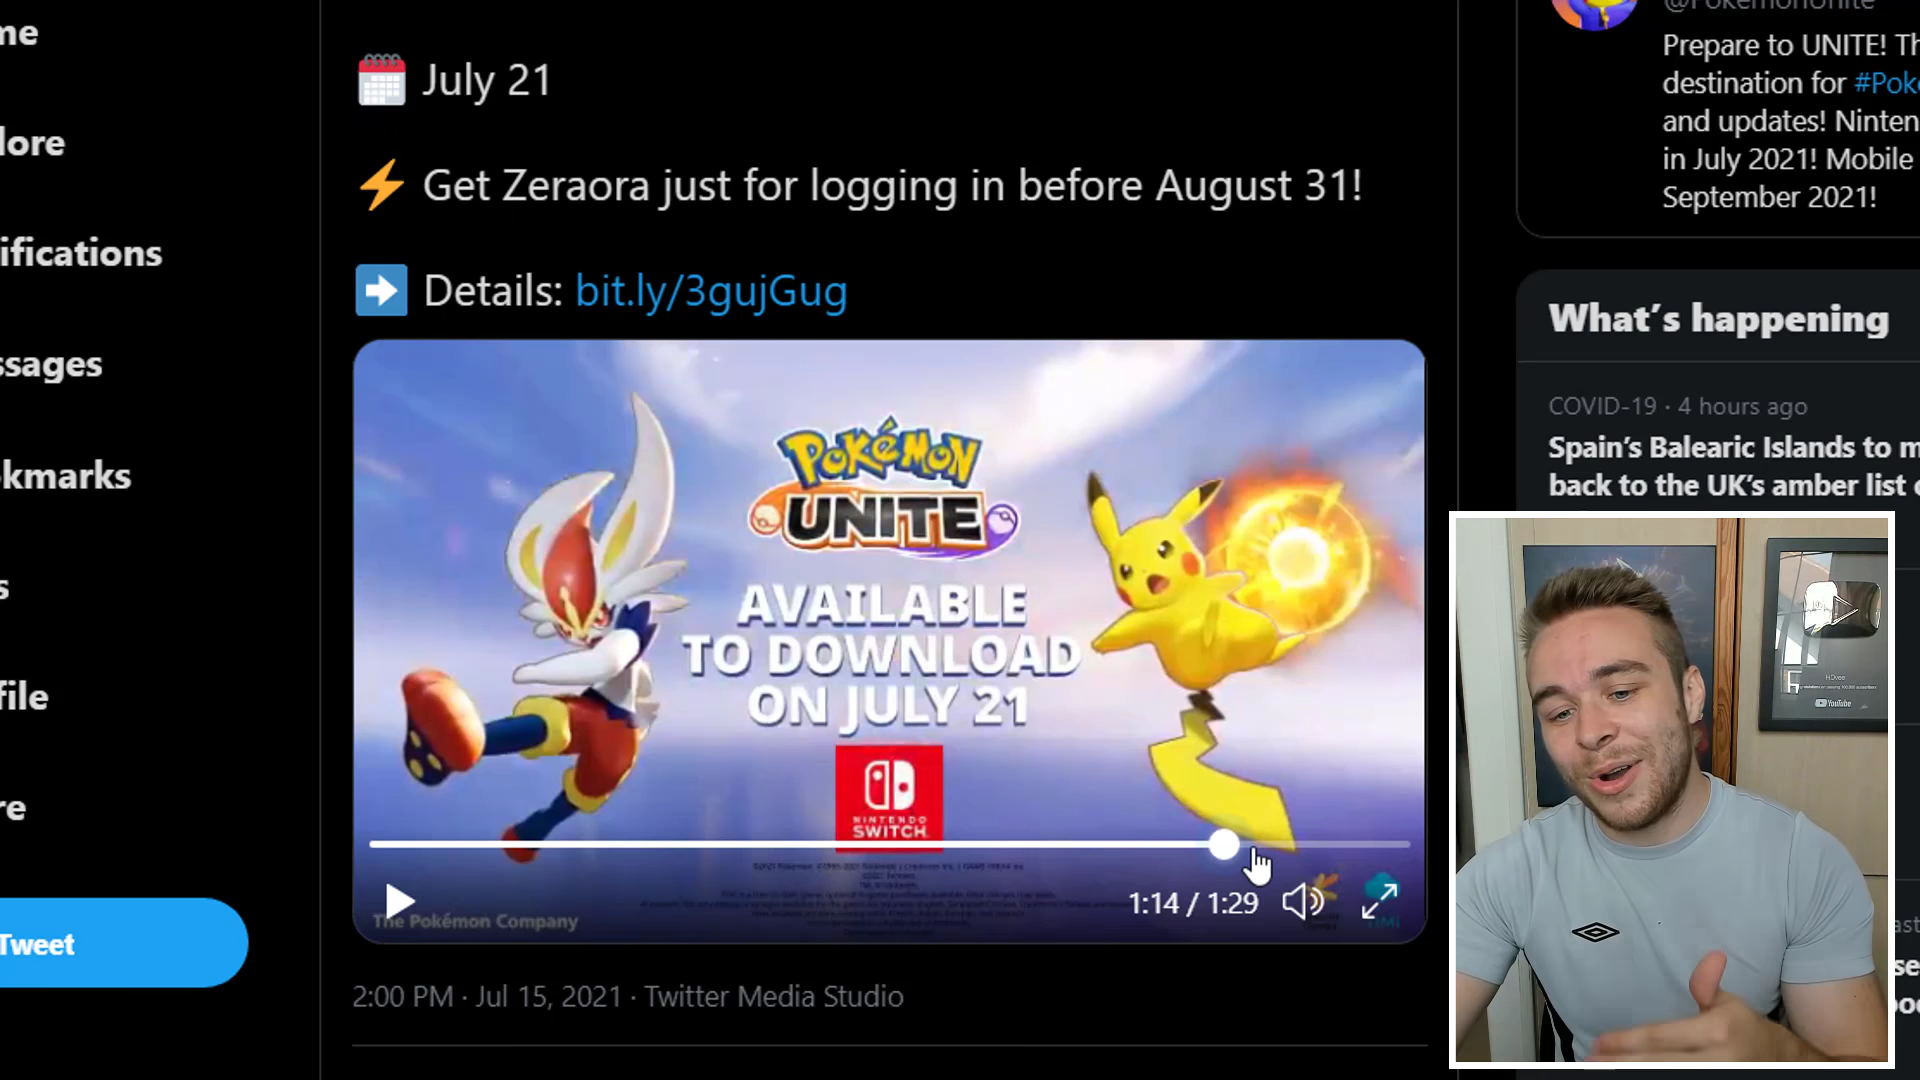 me
lore
ifications
ssages
kmarks
s
file
re
Tweet
July 21
Get Zeraora just for logging in before August 31!
Details: bit.ly/3gujGug
POKéMON
UNITE
AVAILABLE
TO DOWNLOAD
ON JULY 21
NINTENDO
SWITCH
1:14 / 1:29
The Pokémon Company
2:00 PM · Jul 15, 2021 · Twitter Media Studio
@PokemonUnite
Prepare to UNITE! Th
destination for #Poké
and updates! Ninten
in July 2021! Mobile
September 2021!
What's happening
COVID-19 · 4 hours ago
Spain's Balearic Islands to m
back to the UK's amber list
YouTube